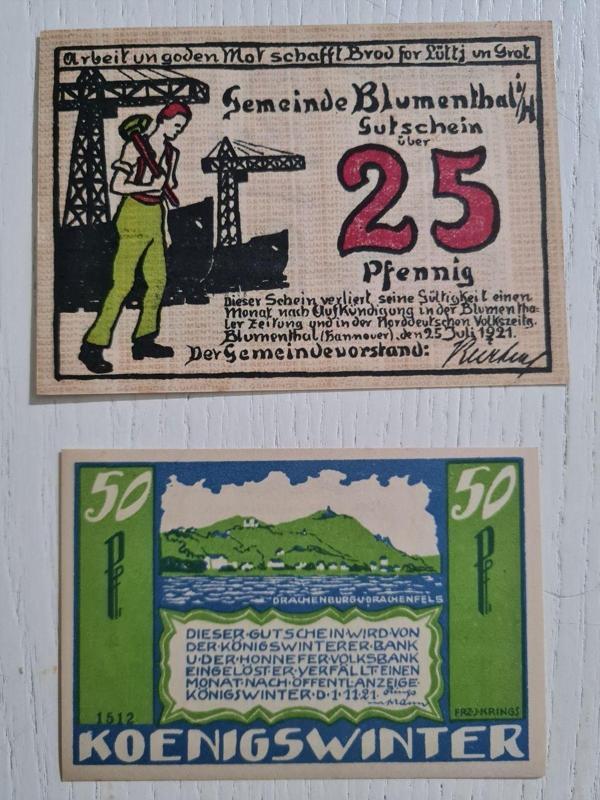 Arbeit un goden Mot schafft Brod for Lüttj un Grot
Gemeinde Blumenthal i/H
Gutschein
über
25
Pfennig
Dieser Schein verliert seine Gültigkeit einen
Monat nach Aufkündigung in der Blumentha=
ler Zeitung und in der Norddeutschen Volkszeitg.
Blumenthal (Hannover), den 25 Juli 1921.
Der Gemeindevorstand:
50 Pf
50 Pf
DRACHENBURG U DRACHENFELS
DIESER GUTSCHEIN WIRD VON
DER KÖNIGSWINTERER BANK
U DER HONNEFER VOLKSBANK
EINGELÖST ER VERFÄLLT EINEN
MONAT NACH ÖFFENTL ANZEIGE
KÖNIGSWINTER D 1 11 21
1512
FRZ J KRINGS
KOENIGSWINTER